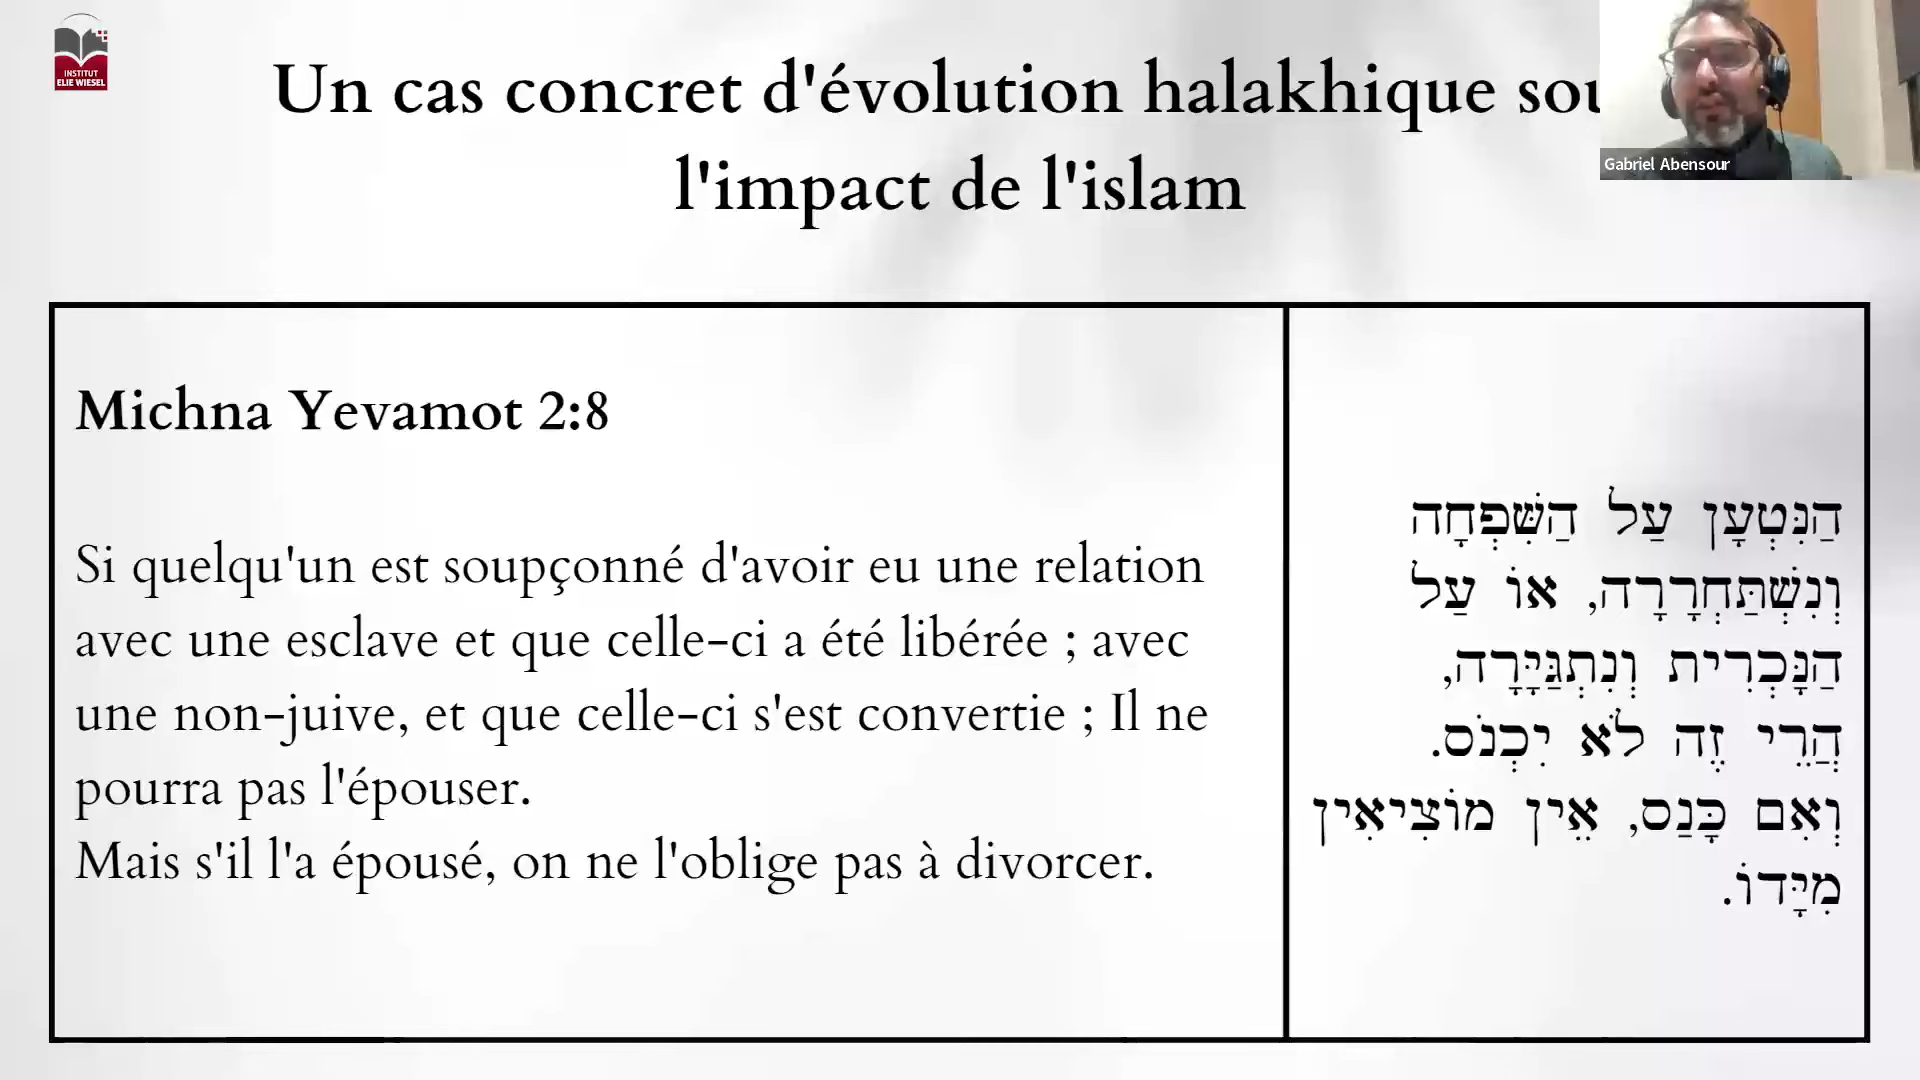 INSTITUT
ELIE WIESEL
Un cas concret d'évolution halakhique
l'impact de l'islam
Gabriel Abensour
Michna Yevamot 2:8
Si quelqu'un est soupçonné d'avoir eu une relation
avec une esclave et que celle-ci a été libérée ; avec
une non-juive, et que celle-ci s'est convertie ; Il ne
pourra pas l'épouser.
Mais s'il l'a épousé, on ne l'oblige pas à divorcer.
הַנִּטְעָן עַל הַשִּׁפְחָה
וְנִשְׁתַּחְרָרָה, אוֹ עַל
הַנָּכְרִית וְנִתְגַּיָּרָה,
הֲרֵי זֶה לֹא יִכְנֹס.
וְאִם כָּנַס, אֵין מוֹצִיאִין
מִיָּדוֹ.